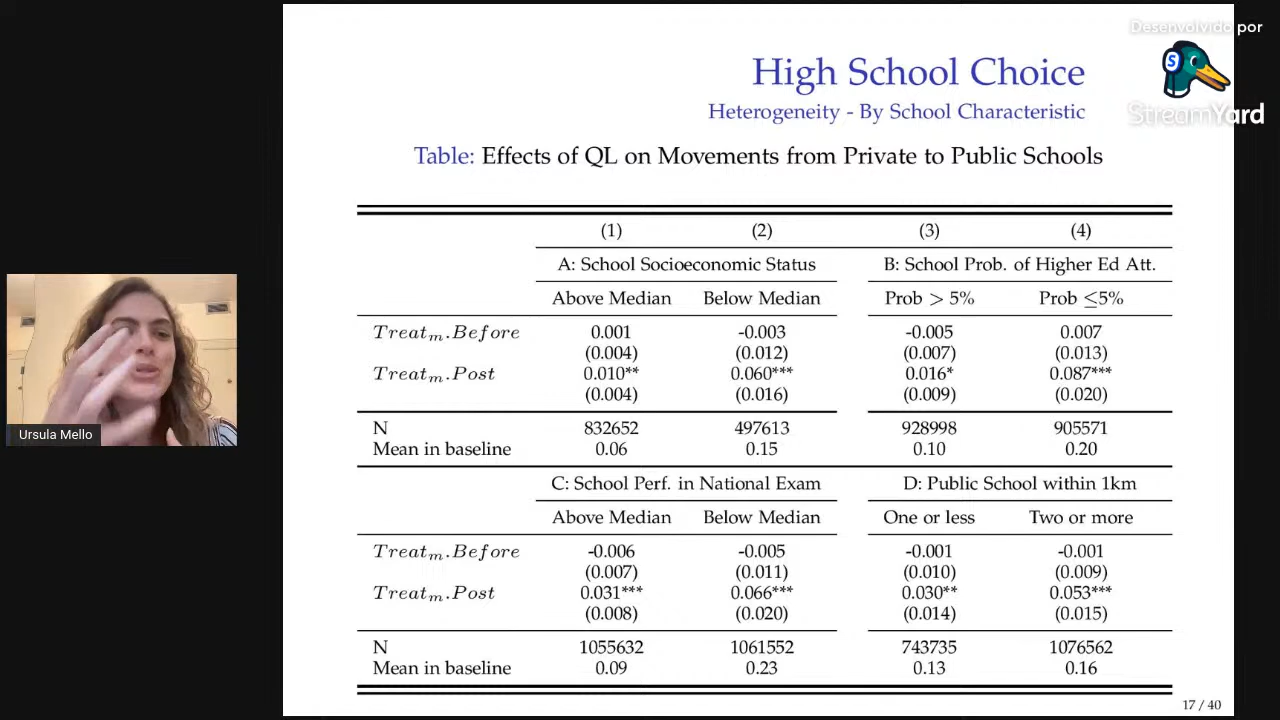 Desenvolvido por
S
StreamYard
High School Choice
Heterogeneity - By School Characteristic
Table: Effects of QL on Movements from Private to Public Schools
(1) (2) (3) (4)
A: School Socioeconomic Status B: School Prob. of Higher Ed Att.
Above Median Below Median Prob > 5% Prob ≤5%
Treatₘ.Before 0.001 -0.003 -0.005 0.007
(0.004) (0.012) (0.007) (0.013)
Treatₘ.Post 0.010** 0.060*** 0.016* 0.087***
(0.004) (0.016) (0.009) (0.020)
N 832652 497613 928998 905571
Mean in baseline 0.06 0.15 0.10 0.20
C: School Perf. in National Exam D: Public School within 1km
Above Median Below Median One or less Two or more
Treatₘ.Before -0.006 -0.005 -0.001 -0.001
(0.007) (0.011) (0.010) (0.009)
Treatₘ.Post 0.031*** 0.066*** 0.030** 0.053***
(0.008) (0.020) (0.014) (0.015)
N 1055632 1061552 743735 1076562
Mean in baseline 0.09 0.23 0.13 0.16
Ursula Mello
17 / 40